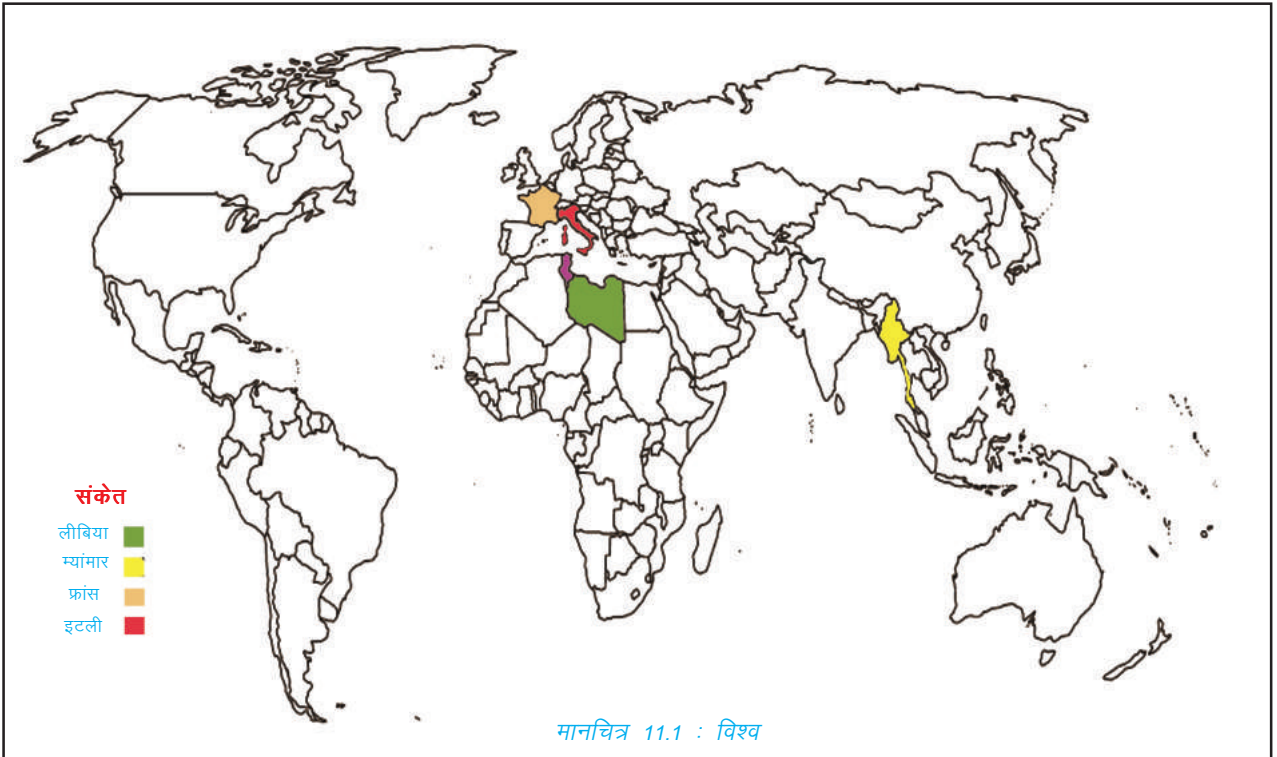 संकेत
लीबिया
म्यांमार
फ्रांस
इटली
मानचित्र 11.1 : विश्व